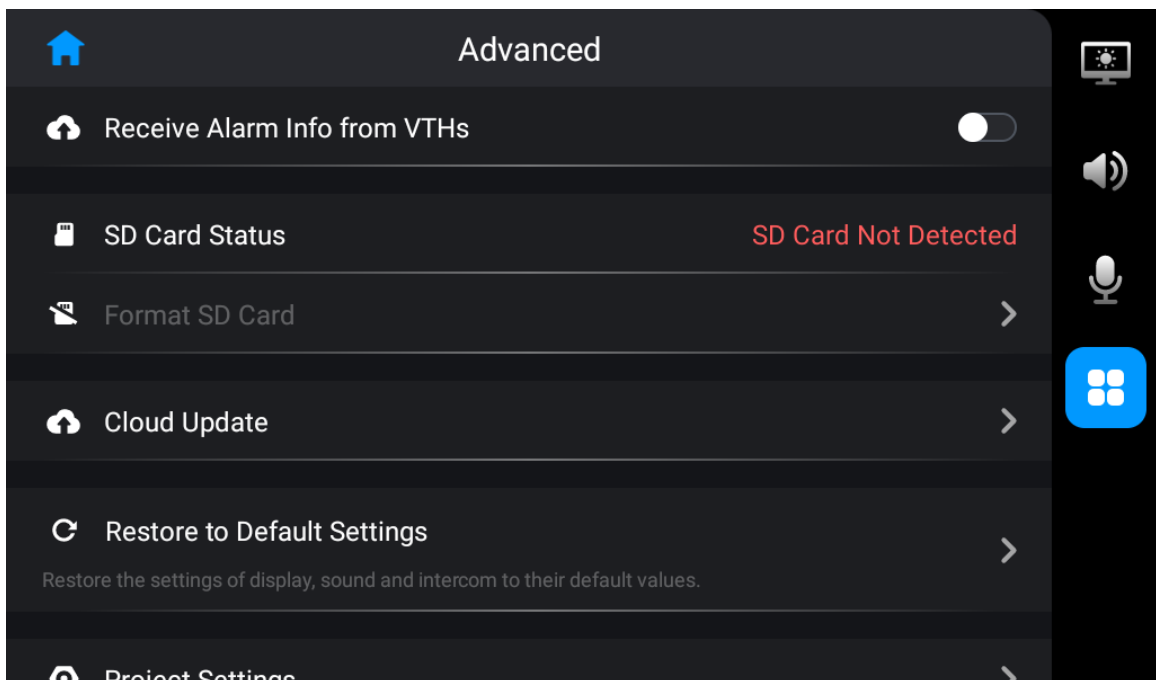 Advanced
Receive Alarm Info from VTHs
SD Card Status
SD Card Not Detected
Format SD Card
Cloud Update
Restore to Default Settings
Restore the settings of display, sound and intercom to their default values.
Project Settings